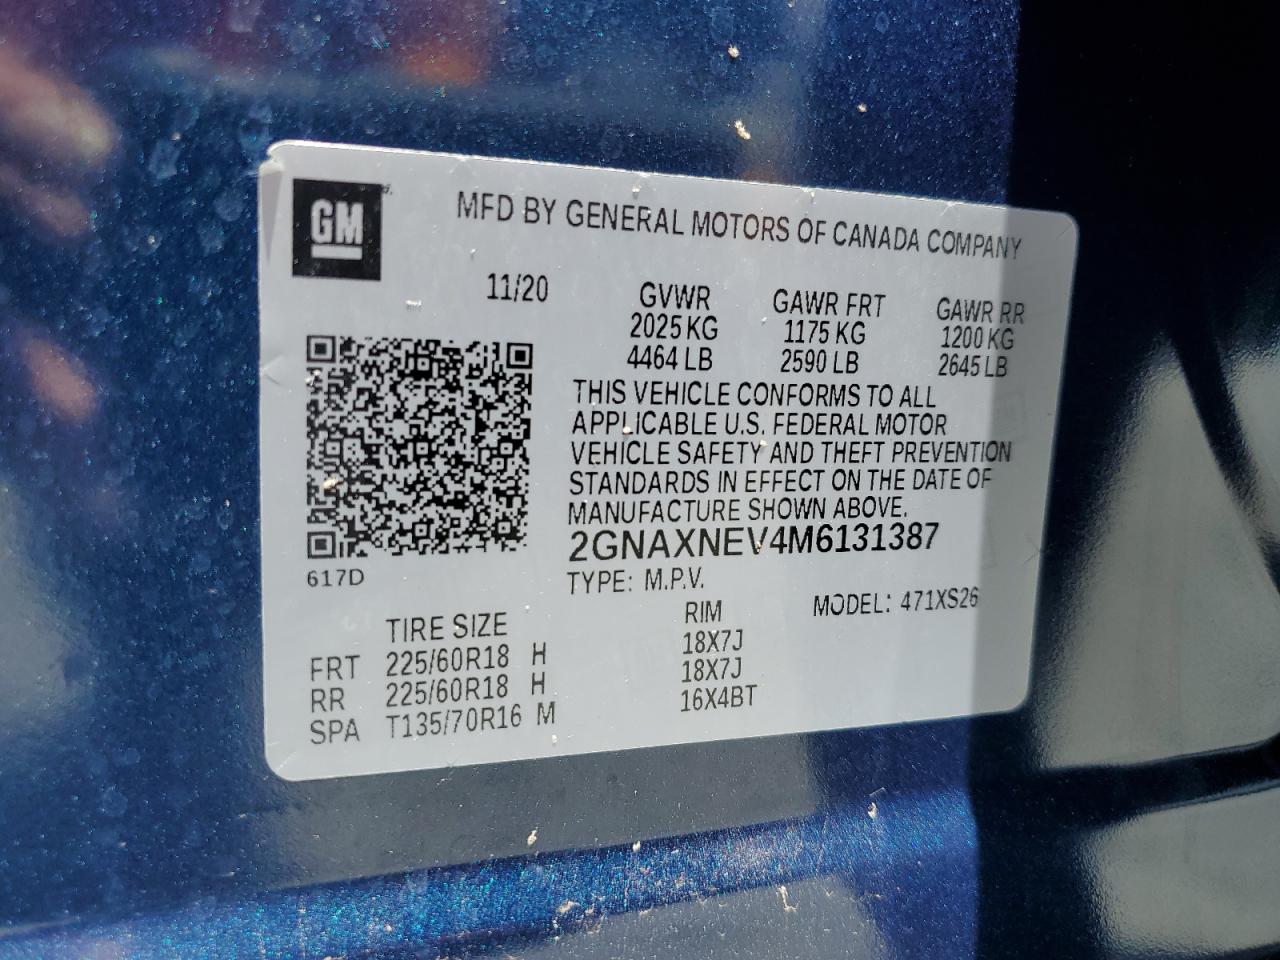 GM
MFD BY GENERAL MOTORS OF CANADA COMPANY
11/20
GVWR
2025 KG
4464 LB
GAWR FRT
1175 KG
2590 LB
GAWR RR
1200 KG
2645 LB
THIS VEHICLE CONFORMS TO ALL
APPLICABLE U.S. FEDERAL MOTOR
VEHICLE SAFETY AND THEFT PREVENTION
STANDARDS IN EFFECT ON THE DATE OF
MANUFACTURE SHOWN ABOVE.
2GNAXNEV4M6131387
617D
TYPE: M.P.V.
MODEL: 471XS26
TIRE SIZE RIM
FRT 225/60R18 H 18X7J
RR 225/60R18 H 18X7J
SPA T135/70R16 M 16X4BT